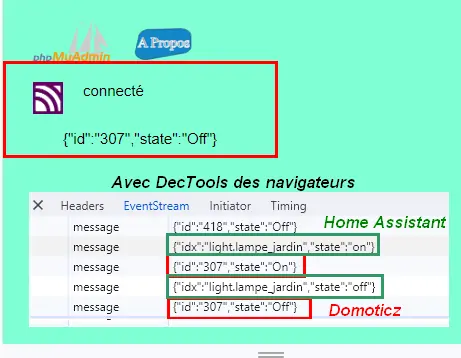 phpMyAdmin
A Propos
connecté
{"id":"307","state":"Off"}
Avec DecTools des navigateurs
Headers EventStream Initiator Timing
message {"id":"418","state":"Off"}
Home Assistant
message {"idx":"light.lampe_jardin","state":"on"}
message {"id":"307","state":"On"}
message {"idx":"light.lampe_jardin","state":"off"}
message {"id":"307","state":"Off"}
Domoticz